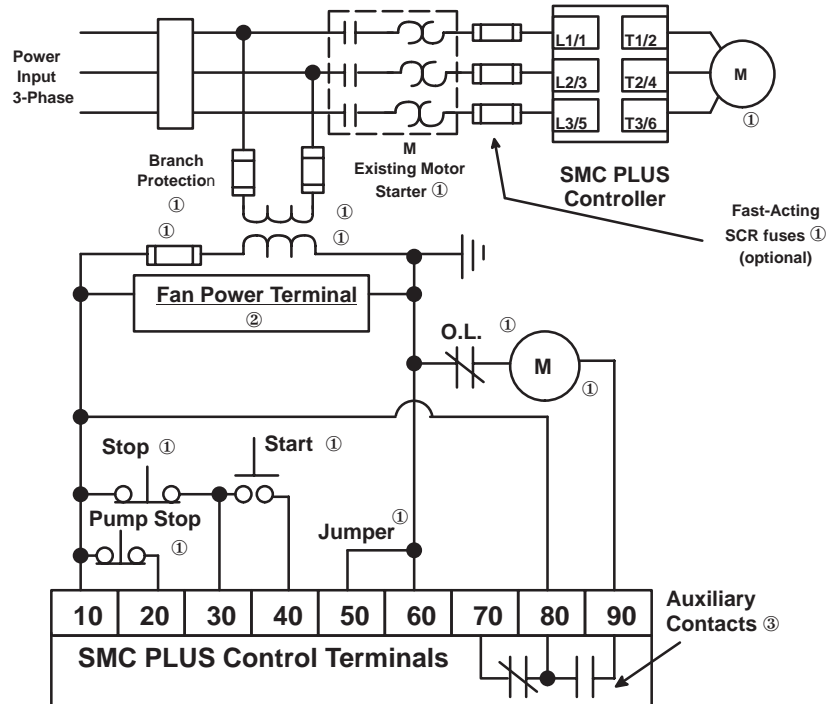 Power
Input
3-Phase
L1/1
T1/2
L2/3
T2/4
L3/5
T3/6
M
①
M
Existing Motor
Starter ①
SMC PLUS
Controller
Fast-Acting
SCR fuses ①
(optional)
Branch
Protection
①
①
①
①
Fan Power Terminal
②
O.L. ①
M
①
Stop ①
Start ①
Pump Stop
①
Jumper ①
10 20 30 40 50 60 70 80 90
Auxiliary
Contacts ③
SMC PLUS Control Terminals